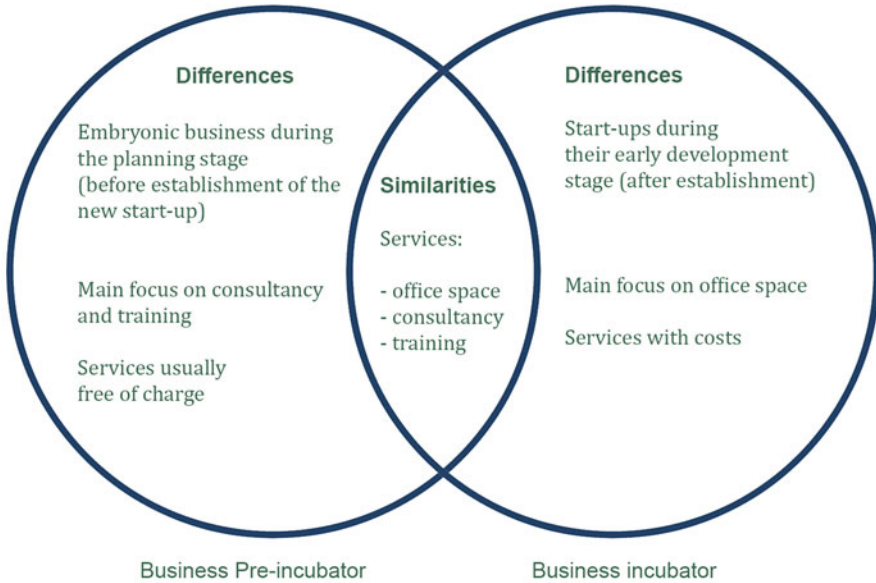 Differences
Embryonic business during
the planning stage
(before establishment of the
new start-up)
Main focus on consultancy
and training
Services usually
free of charge
Similarities
Services:
- office space
- consultancy
- training
Differences
Start-ups during
their early development
stage (after establishment)
Main focus on office space
Services with costs
Business Pre-incubator
Business incubator